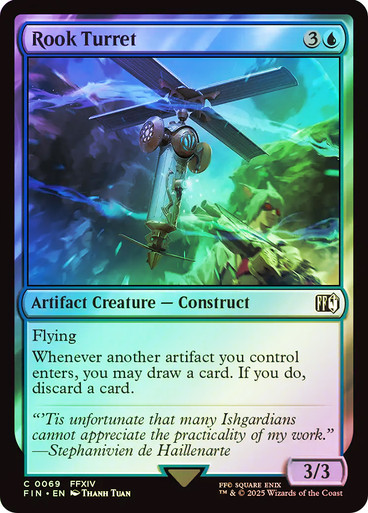 Rook Turret 3
Artifact Creature — Construct
Flying
Whenever another artifact you control
enters, you may draw a card. If you do,
discard a card.
“’Tis unfortunate that many Ishgardians
cannot appreciate the practicality of my work.”
—Stephanivien de Haillenarte
3/3
C 0069 FFXIV
FIN • EN Thanh Tuan
FF© SQUARE ENIX
™ & © 2025 Wizards of the Coast